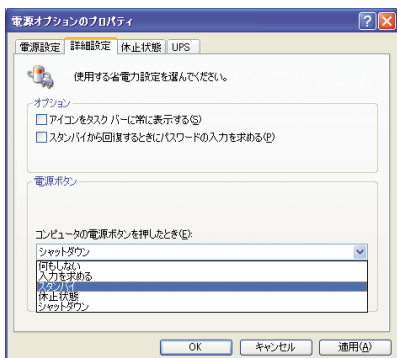 電源オプションのプロパティ
電源設定 詳細設定 休止状態 UPS
使用する省電力設定を選んでください。
オプション
アイコンをタスク バーに常に表示する(S)
スタンバイから回復するときにパスワードの入力を求める(P)
電源ボタン
コンピュータの電源ボタンを押したとき(E):
シャットダウン
何もしない
入力を求める
スタンバイ
休止状態
シャットダウン
OK キャンセル 適用(A)